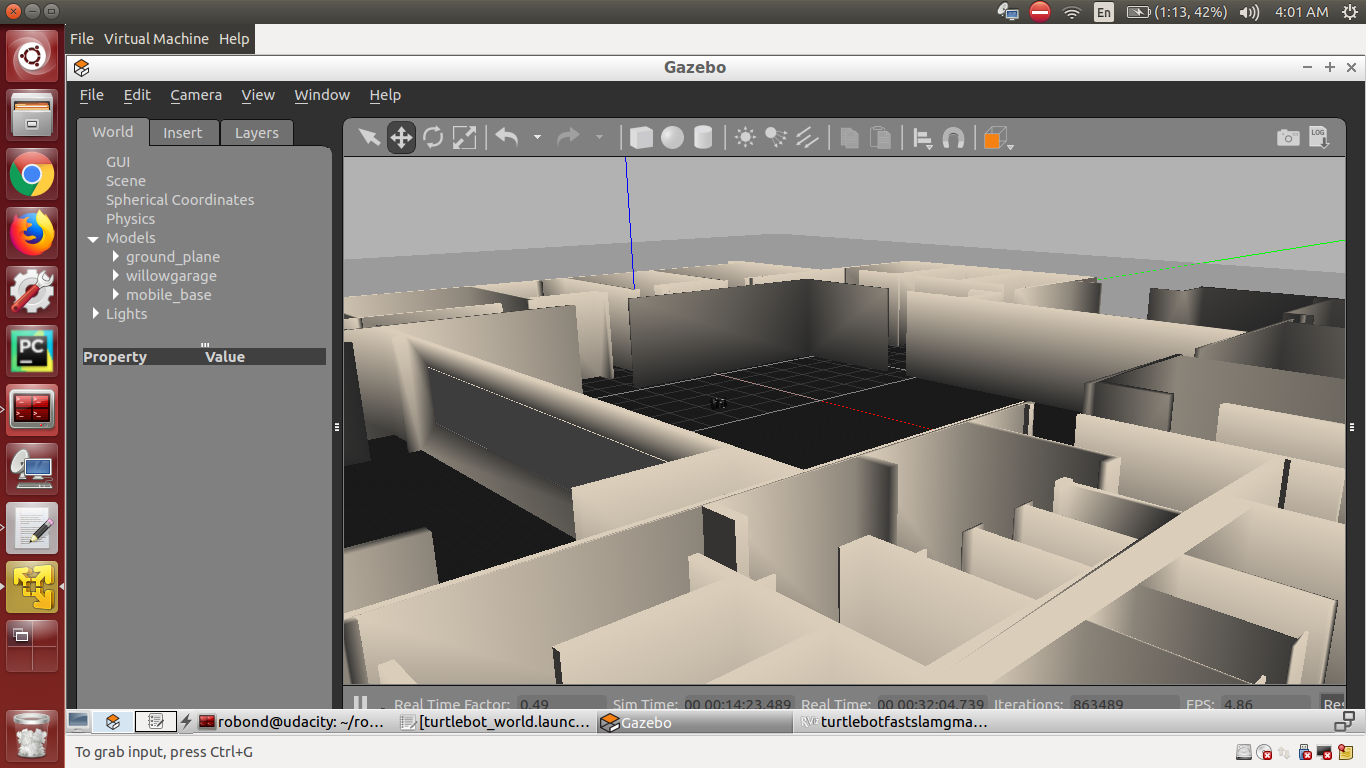 En (1:13, 42%) 4:01 AM
File Virtual Machine Help
Gazebo
File Edit Camera View Window Help
World Insert Layers
LOG
GUI
Scene
Spherical Coordinates
Physics
Models
ground_plane
willowgarage
mobile_base
Lights
Property Value
PC
Real Time Factor: 0.49 Sim Time: 00 00:14:23.489 Real Time: 00 00:32:04.739 Iterations: 863489 FPS: 4.86 Res
robond@udacity: ~/ro... [turtlebot_world.launc... Gazebo turtlebotfastslamgma...
To grab input, press Ctrl+G